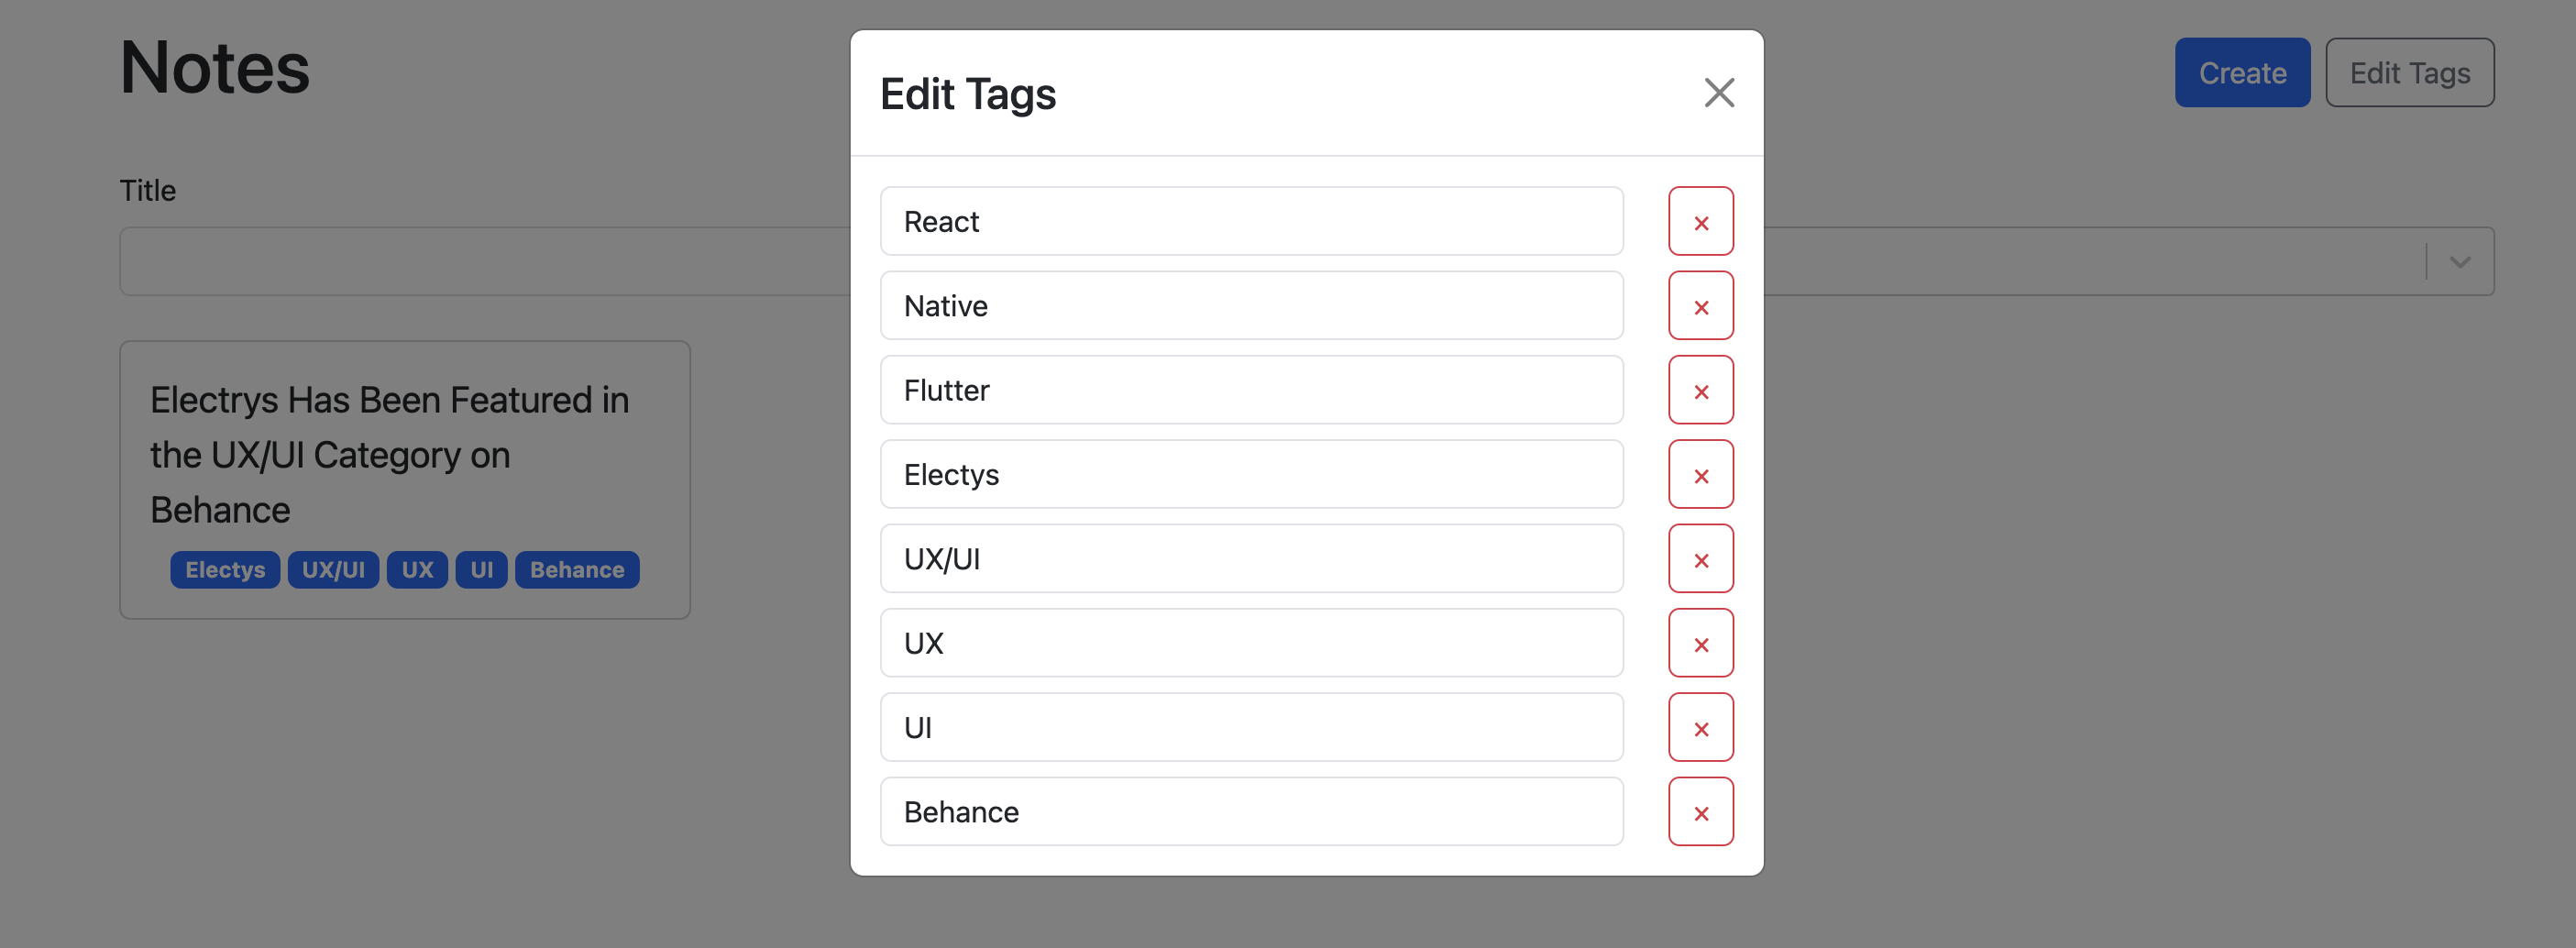 Notes
Create
Edit Tags
Title
Electrys Has Been Featured in
the UX/UI Category on
Behance
Electys UX/UI UX UI Behance
Edit Tags
React
Native
Flutter
Electys
UX/UI
UX
UI
Behance